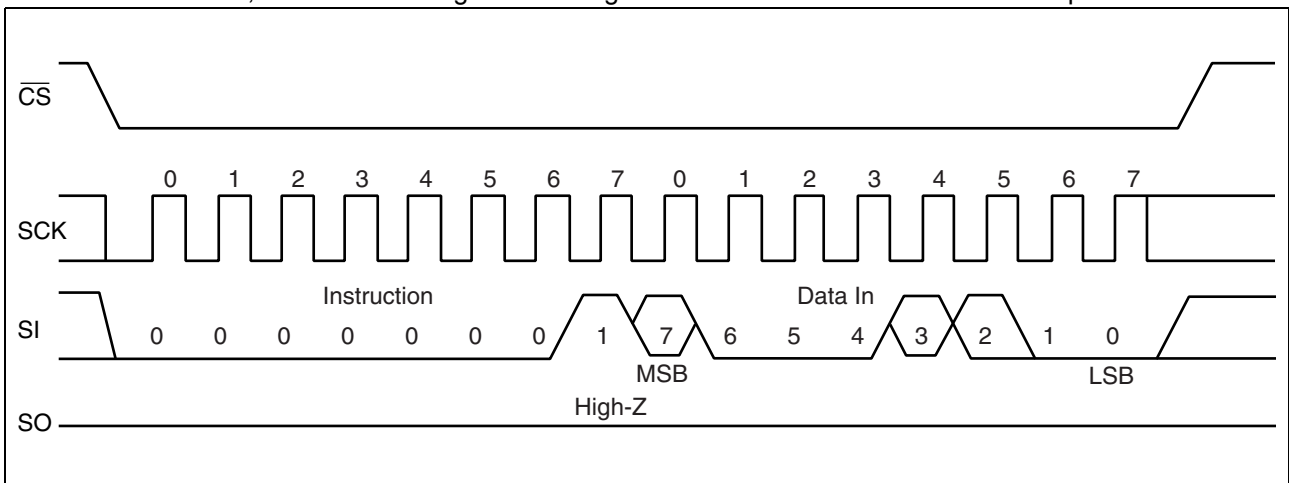 CS
0 1 2 3 4 5 6 7 0 1 2 3 4 5 6 7
SCK
Instruction Data In
SI 0 0 0 0 0 0 0 1 7 6 5 4 3 2 1 0
MSB LSB
High-Z
SO